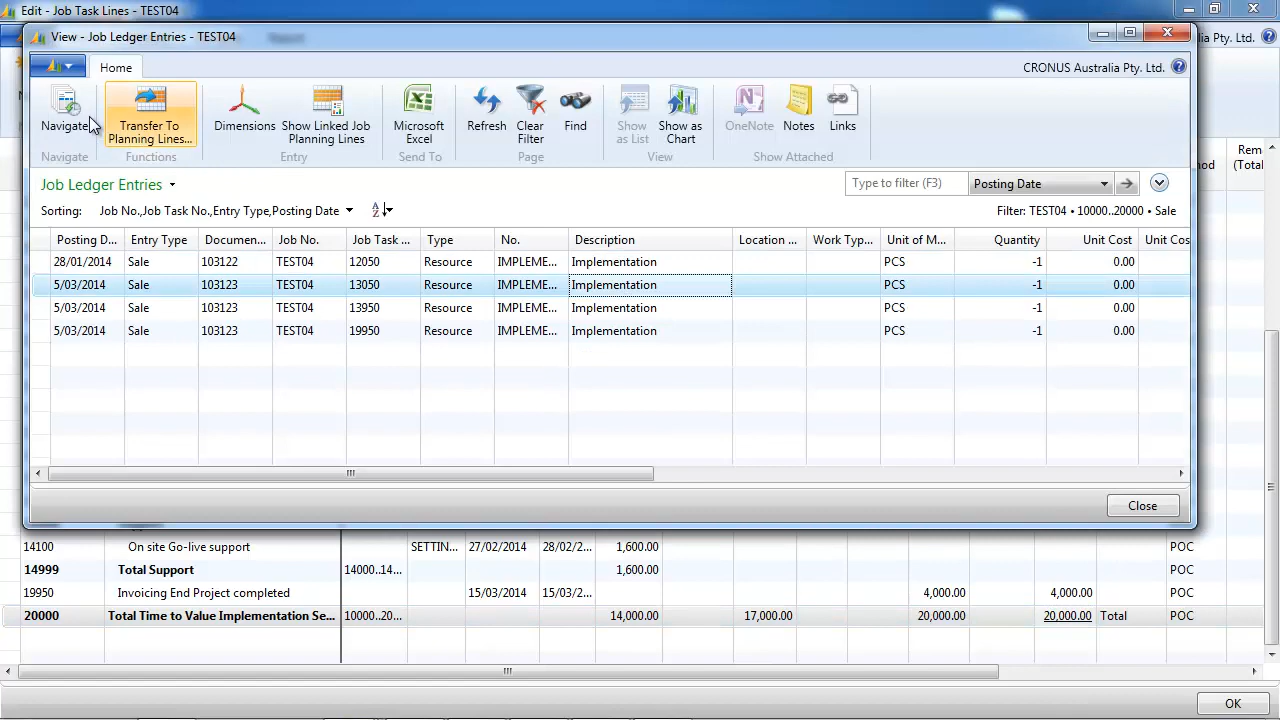 Edit - Job Task Lines - TEST04
View - Job Ledger Entries - TEST04
Pty. Ltd.
Home
CRONUS Australia Pty. Ltd.
Navigate
Transfer To Planning Lines...
Dimensions
Show Linked Job Planning Lines
Microsoft Excel
Refresh
Clear Filter
Find
Show as List
Show as Chart
OneNote
Notes
Links
Navigate
Functions
Entry
Send To
Page
View
Show Attached
Rem
(Total
Job Ledger Entries
Type to filter (F3)
Posting Date
Sorting: Job No.,Job Task No.,Entry Type,Posting Date
Filter: TEST04 • 10000..20000 • Sale
Posting D... Entry Type Documen... Job No. Job Task ... Type No. Description Location ... Work Typ... Unit of M... Quantity Unit Cost Unit Cos
28/01/2014 Sale 103122 TEST04 12050 Resource IMPLEME... Implementation PCS -1 0.00
5/03/2014 Sale 103123 TEST04 13050 Resource IMPLEME... Implementation PCS -1 0.00
5/03/2014 Sale 103123 TEST04 13950 Resource IMPLEME... Implementation PCS -1 0.00
5/03/2014 Sale 103123 TEST04 19950 Resource IMPLEME... Implementation PCS -1 0.00
Close
14100 On site Go-live support SETTIN... 27/02/2014 28/02/2... 1,600.00 POC
14999 Total Support 14000..14... 1,600.00 POC
19950 Invoicing End Project completed 15/03/2014 15/03/2... 4,000.00 4,000.00 POC
20000 Total Time to Value Implementation Se... 10000..20... 14,000.00 17,000.00 20,000.00 20,000.00 Total POC
OK